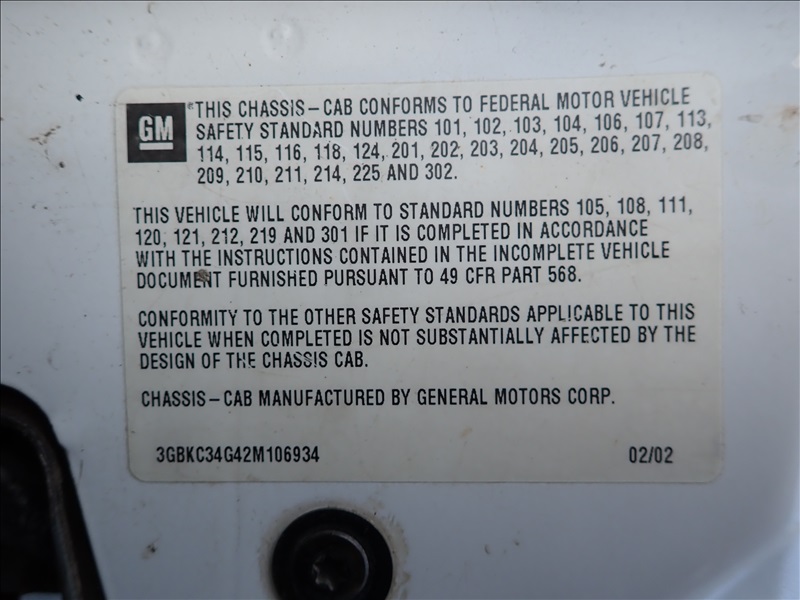 GM
*THIS CHASSIS-CAB CONFORMS TO FEDERAL MOTOR VEHICLE
SAFETY STANDARD NUMBERS 101, 102, 103, 104, 106, 107, 113,
114, 115, 116, 118, 124, 201, 202, 203, 204, 205, 206, 207, 208,
209, 210, 211, 214, 225 AND 302.
THIS VEHICLE WILL CONFORM TO STANDARD NUMBERS 105, 108, 111,
120, 121, 212, 219 AND 301 IF IT IS COMPLETED IN ACCORDANCE
WITH THE INSTRUCTIONS CONTAINED IN THE INCOMPLETE VEHICLE
DOCUMENT FURNISHED PURSUANT TO 49 CFR PART 568.
CONFORMITY TO THE OTHER SAFETY STANDARDS APPLICABLE TO THIS
VEHICLE WHEN COMPLETED IS NOT SUBSTANTIALLY AFFECTED BY THE
DESIGN OF THE CHASSIS CAB.
CHASSIS-CAB MANUFACTURED BY GENERAL MOTORS CORP.
3GBKC34G42M106934 02/02